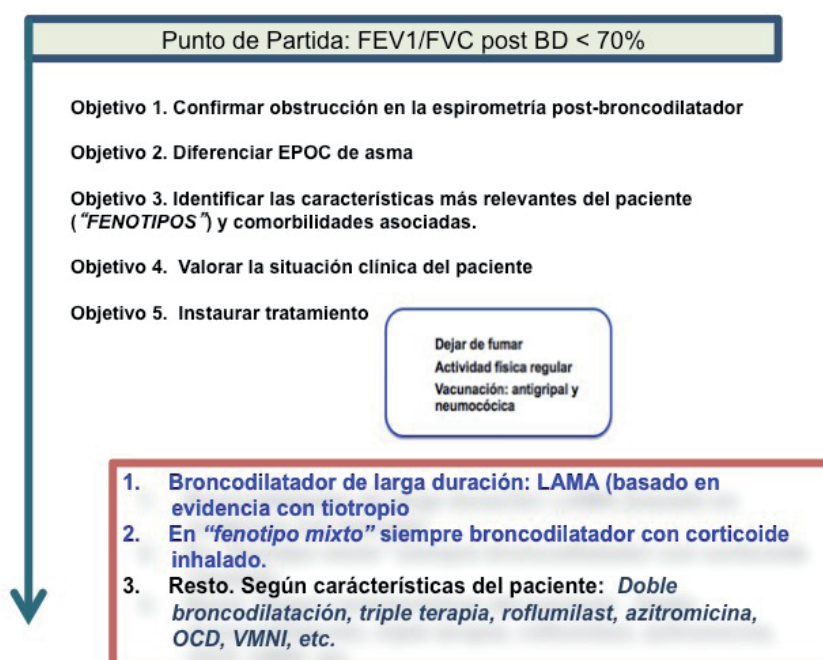 Punto de Partida: FEV1/FVC post BD < 70%
Objetivo 1. Confirmar obstrucción en la espirometría post-broncodilatador
Objetivo 2. Diferenciar EPOC de asma
Objetivo 3. Identificar las características más relevantes del paciente
(“FENOTIPOS”) y comorbilidades asociadas.
Objetivo 4. Valorar la situación clínica del paciente
Objetivo 5. Instaurar tratamiento
Dejar de fumar
Actividad física regular
Vacunación: antigripal y
neumocócica
1. Broncodilatador de larga duración: LAMA (basado en
evidencia con tiotropio
2. En “fenotipo mixto” siempre broncodilatador con corticoide
inhalado.
3. Resto. Según carácterísticas del paciente: Doble
broncodilatación, triple terapia, roflumilast, azitromicina,
OCD, VMNI, etc.